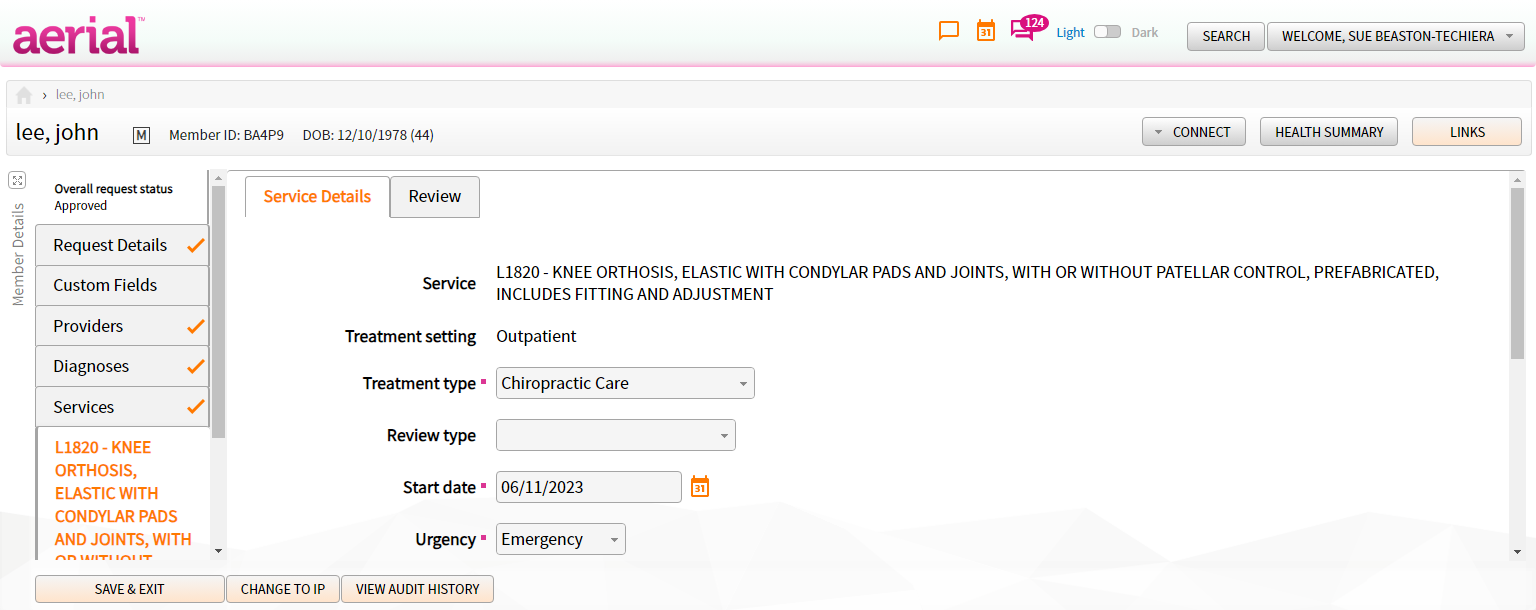 aerial™
31
124
Light
Dark
SEARCH
WELCOME, SUE BEASTON-TECHIERA
› lee, john
lee, john
M
Member ID: BA4P9
DOB: 12/10/1978 (44)
CONNECT
HEALTH SUMMARY
LINKS
Member Details
Overall request status
Approved
Request Details
Custom Fields
Providers
Diagnoses
Services
L1820 - KNEE
ORTHOSIS,
ELASTIC WITH
CONDYLAR PADS
AND JOINTS, WITH
OR WITHOUT
Service Details
Review
Service
L1820 - KNEE ORTHOSIS, ELASTIC WITH CONDYLAR PADS AND JOINTS, WITH OR WITHOUT PATELLAR CONTROL, PREFABRICATED,
INCLUDES FITTING AND ADJUSTMENT
Treatment setting
Outpatient
Treatment type
Chiropractic Care
Review type
Start date
06/11/2023
31
Urgency
Emergency
SAVE & EXIT
CHANGE TO IP
VIEW AUDIT HISTORY